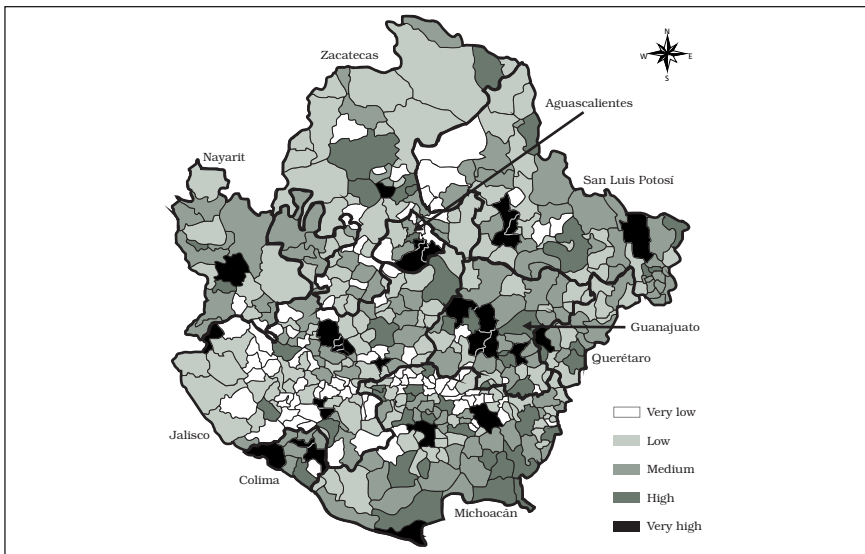 Zacatecas
N
W E
S
Aguascalientes
Nayarit
San Luis Potosí
Guanajuato
Querétaro
Jalisco
Colima
Michoacán
Very low
Low
Medium
High
Very high